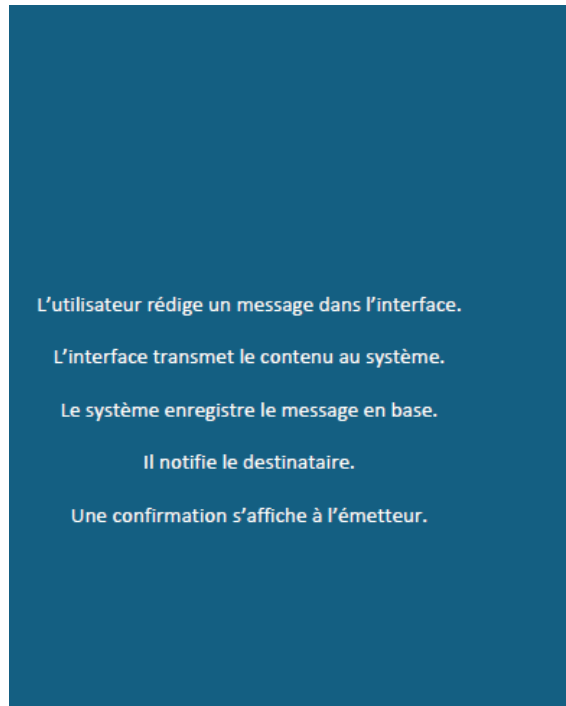 L’utilisateur rédige un message dans l’interface.
L’interface transmet le contenu au système.
Le système enregistre le message en base.
Il notifie le destinataire.
Une confirmation s’affiche à l’émetteur.